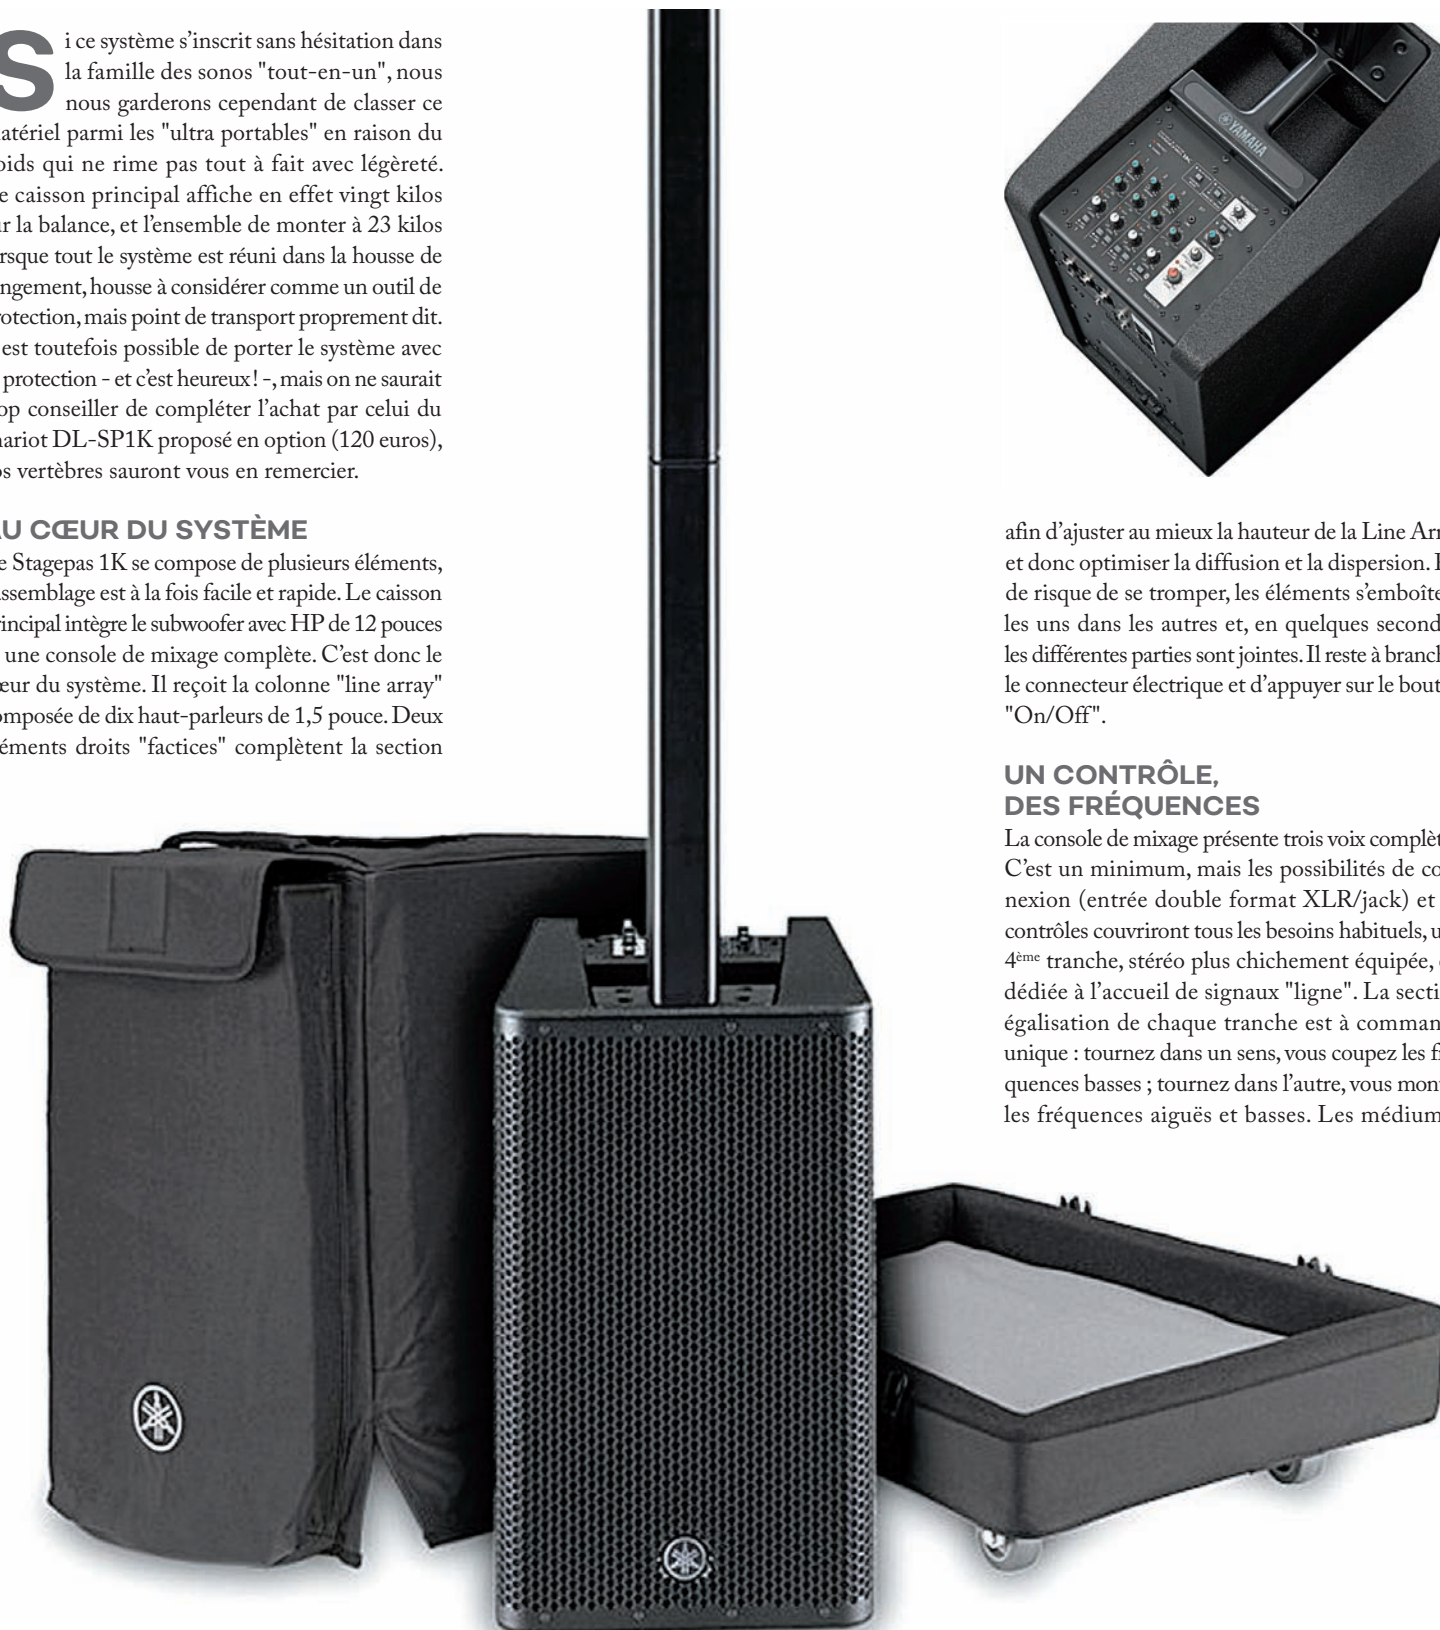 Si ce système s'inscrit sans hésitation dans
la famille des sonos "tout-en-un", nous
nous garderons cependant de classer ce
atériel parmi les "ultra portables" en raison du
oids qui ne rime pas tout à fait avec légèreté.
e caisson principal affiche en effet vingt kilos
r la balance, et l'ensemble de monter à 23 kilos
rsque tout le système est réuni dans la housse de
ngement, housse à considérer comme un outil de
rotection, mais point de transport proprement dit.
est toutefois possible de porter le système avec
protection - et c'est heureux! -, mais on ne saurait
op conseiller de compléter l'achat par celui du
hariot DL-SP1K proposé en option (120 euros),
os vertèbres sauront vous en remercier.
AU CŒUR DU SYSTÈME
e Stagepas 1K se compose de plusieurs éléments,
assemblage est à la fois facile et rapide. Le caisson
rincipal intègre le subwoofer avec HP de 12 pouces
une console de mixage complète. C'est donc le
œur du système. Il reçoit la colonne "line array"
omposée de dix haut-parleurs de 1,5 pouce. Deux
éments droits "factices" complètent la section
YAMAHA
afin d'ajuster au mieux la hauteur de la Line Arr
et donc optimiser la diffusion et la dispersion. P
de risque de se tromper, les éléments s'emboîte
les uns dans les autres et, en quelques second
les différentes parties sont jointes. Il reste à branch
le connecteur électrique et d'appuyer sur le bout
"On/Off".
UN CONTRÔLE,
DES FRÉQUENCES
La console de mixage présente trois voix complèt
C'est un minimum, mais les possibilités de co
nexion (entrée double format XLR/jack) et
contrôles couvriront tous les besoins habituels, u
4ème tranche, stéréo plus chichement équipée, e
dédiée à l'accueil de signaux "ligne". La secti
égalisation de chaque tranche est à comman
unique : tournez dans un sens, vous coupez les fr
quences basses ; tournez dans l'autre, vous mont
les fréquences aiguës et basses. Les médium